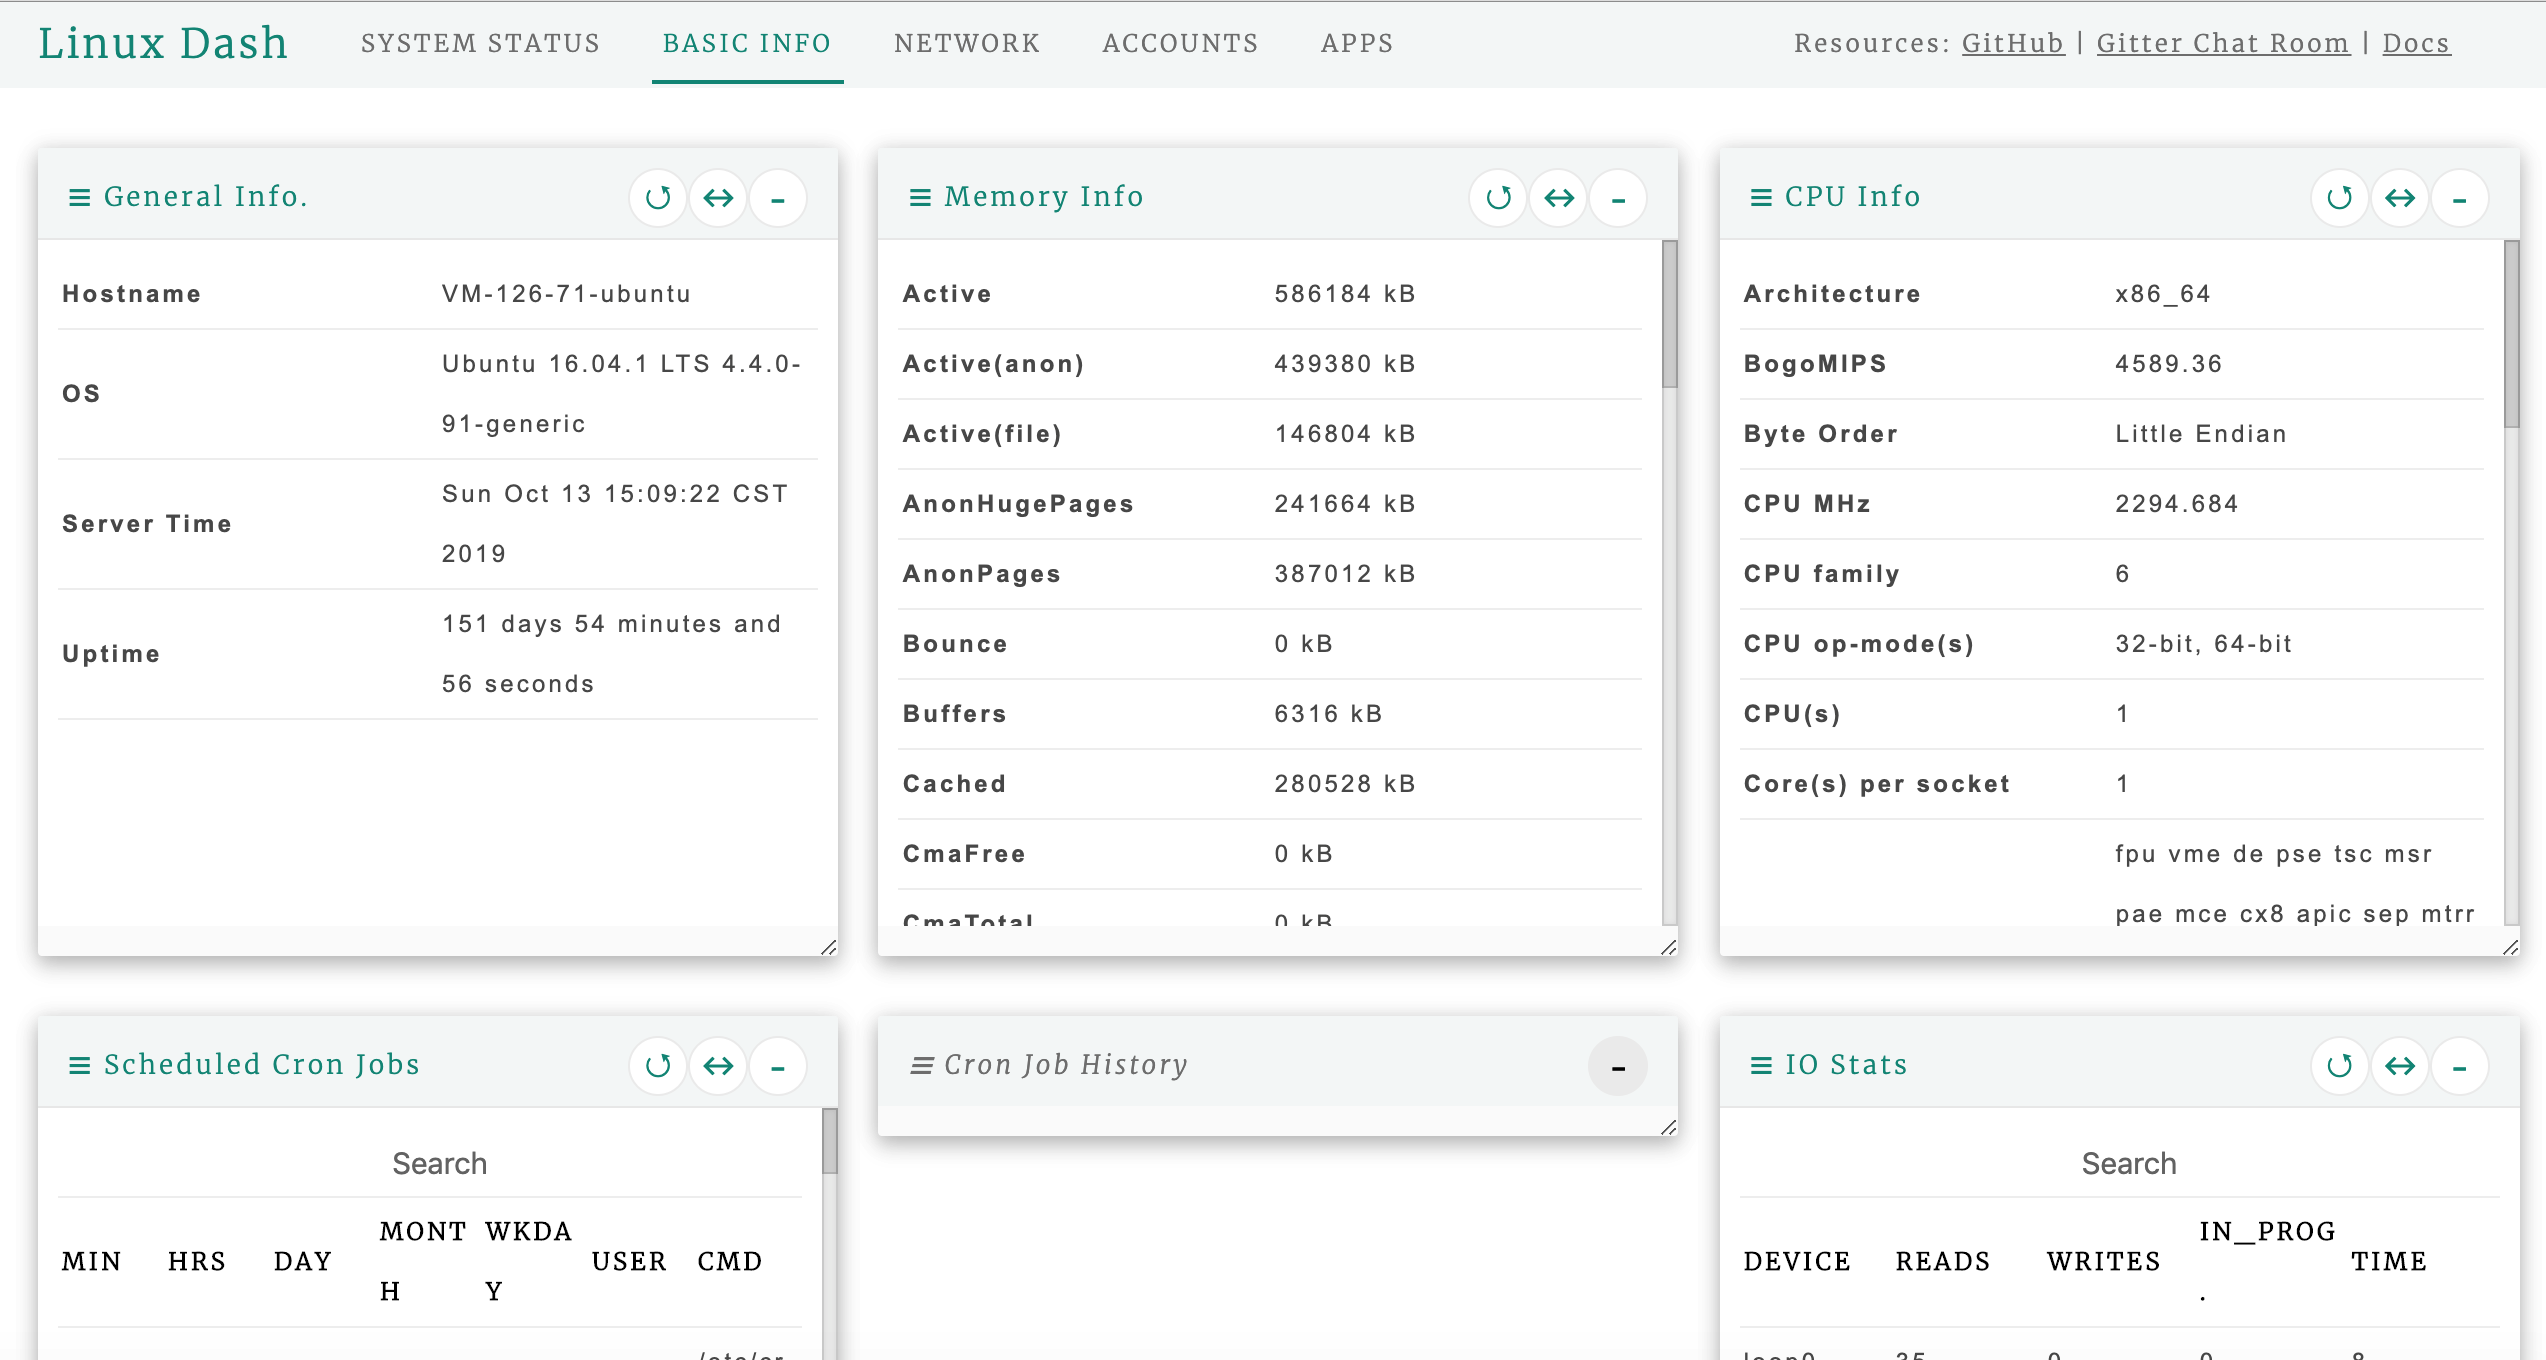 Linux Dash SYSTEM STATUS BASIC INFO NETWORK ACCOUNTS APPS Resources: GitHub | Gitter Chat Room | Docs
General Info.
Hostname VM-126-71-ubuntu
OS Ubuntu 16.04.1 LTS 4.4.0-
91-generic
Server Time Sun Oct 13 15:09:22 CST
2019
Uptime 151 days 54 minutes and
56 seconds
Memory Info
Active 586184 kB
Active(anon) 439380 kB
Active(file) 146804 kB
AnonHugePages 241664 kB
AnonPages 387012 kB
Bounce 0 kB
Buffers 6316 kB
Cached 280528 kB
CmaFree 0 kB
CmaTotal 0 kB
CPU Info
Architecture x86_64
BogoMIPS 4589.36
Byte Order Little Endian
CPU MHz 2294.684
CPU family 6
CPU op-mode(s) 32-bit, 64-bit
CPU(s) 1
Core(s) per socket 1
fpu vme de pse tsc msr
pae mce cx8 apic sep mtrr
Scheduled Cron Jobs
Search
MIN HRS DAY MONTH WKDAY USER CMD
Cron Job History
IO Stats
Search
DEVICE READS WRITES IN_PROG. TIME
loop0 35 0 0 8